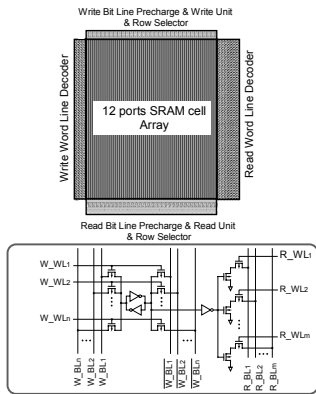 Write Bit Line Precharge & Write Unit
& Row Selector
Write Word Line Decoder
12 ports SRAM cell
Array
Read Word Line Decoder
Read Bit Line Precharge & Read Unit
& Row Selector
W_WL1
W_WL2
W_WLn
R_WL1
R_WL2
R_WLm
W_BLn
W_BL2
W_BL1
W_BL1
W_BL2
W_BLn
R_BL1
R_BL2
R_BLm